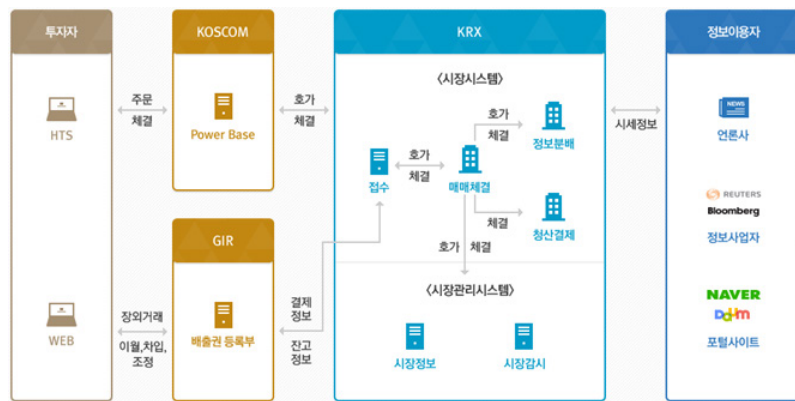 투자자
HTS
WEB
주문
체결
장외거래
이월,차입,
조정
KOSCOM
Power Base
GIR
배출권 등록부
호가
체결
결제
정보
잔고
정보
KRX
〈시장시스템〉
접수
호가
체결
매매체결
호가
체결
정보분배
청산결제
호가 체결
〈시장관리시스템〉
시장정보
시장감시
시세정보
정보이용자
NEWS
언론사
REUTERS
Bloomberg
정보사업자
NAVER
Daum
포털사이트